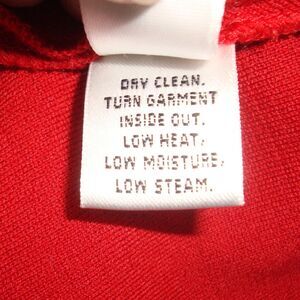 DRY CLEAN.
TURN GARMENT
INSIDE OUT.
LOW HEAT,
LOW MOISTURE,
LOW STEAM.